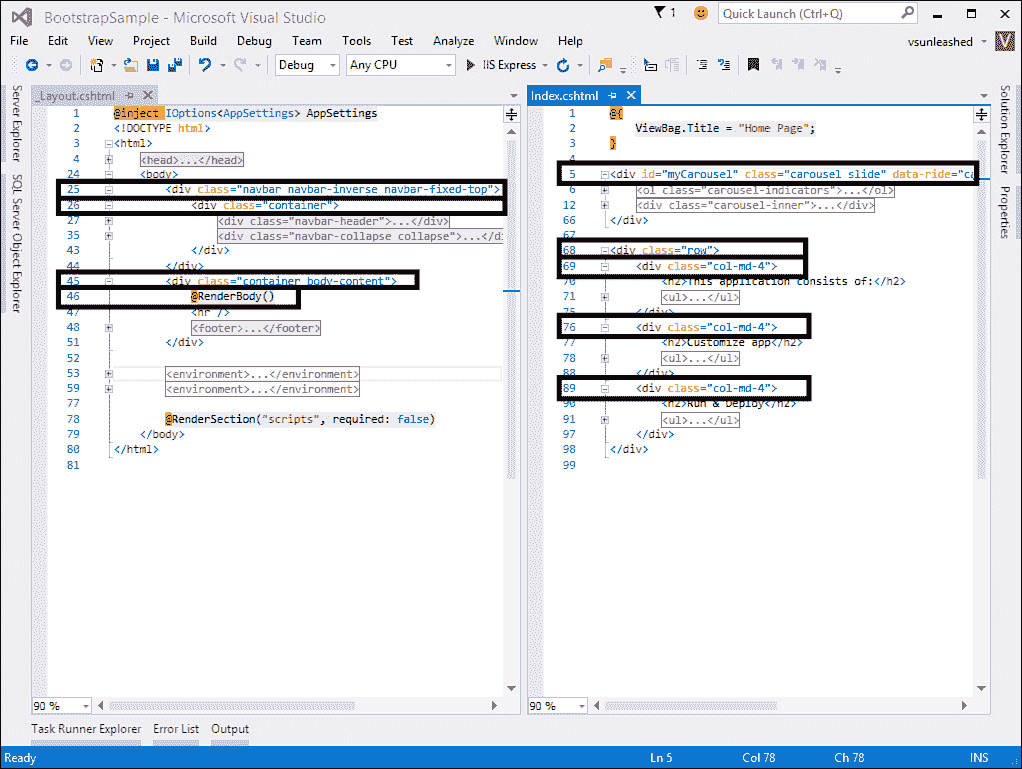 BootstrapSample - Microsoft Visual Studio
1
Quick Launch (Ctrl+Q)
File Edit View Project Build Debug Team Tools Test Analyze Window Help
vsunleashed
Debug
Any CPU
IIS Express
Server Explorer
SQL Server Object Explorer
_Layout.cshtml
1 @inject IOptions<AppSettings> AppSettings
2 <!DOCTYPE html>
3 <html>
4 <head>...</head>
24 <body>
25 <div class="navbar navbar-inverse navbar-fixed-top">
26 <div class="container">
27 <div class="navbar-header">...</div>
35 <div class="navbar-collapse collapse">...</d
43 </div>
44 </div>
45 <div class="container body-content">
46 @RenderBody()
47 <hr />
48 <footer>...</footer>
51 </div>
52
53 <environment>...</environment>
59 <environment>...</environment>
77
78 @RenderSection("scripts", required: false)
79 </body>
80 </html>
81
90 %
Index.cshtml
1 @{
2 ViewBag.Title = "Home Page";
3 }
4
5 <div id="myCarousel" class="carousel slide" data-ride="ca
6 <ol class="carousel-indicators">...</ol>
12 <div class="carousel-inner">...</div>
66 </div>
67
68 <div class="row">
69 <div class="col-md-4">
70 <h2>This application consists of:</h2>
71 <ul>...</ul>
</div>
76 <div class="col-md-4">
77 <h2>Customize app</h2>
78 <ul>...</ul>
88 </div>
89 <div class="col-md-4">
90 <h2>Run & Deploy</h2>
91 <ul>...</ul>
97 </div>
98 </div>
99
90 %
Solution Explorer
Properties
Task Runner Explorer Error List Output
Ready Ln 5 Col 78 Ch 78 INS